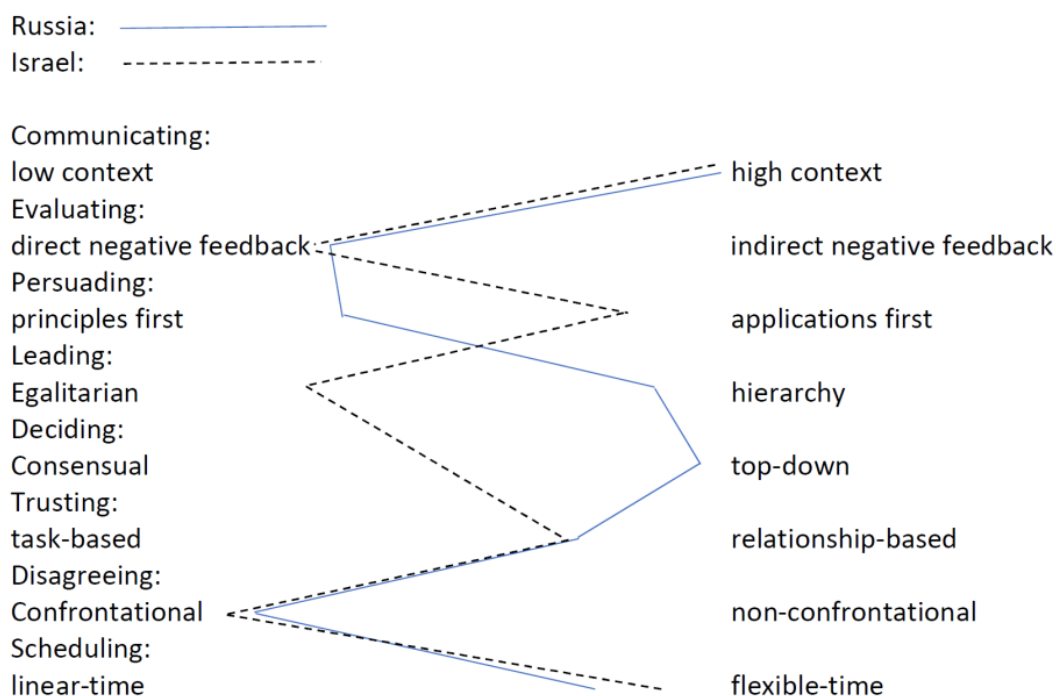 Russia:
Israel:
Communicating:
low context high context
Evaluating:
direct negative feedback indirect negative feedback
Persuading:
principles first applications first
Leading:
Egalitarian hierarchy
Deciding:
Consensual top-down
Trusting:
task-based relationship-based
Disagreeing:
Confrontational non-confrontational
Scheduling:
linear-time flexible-time